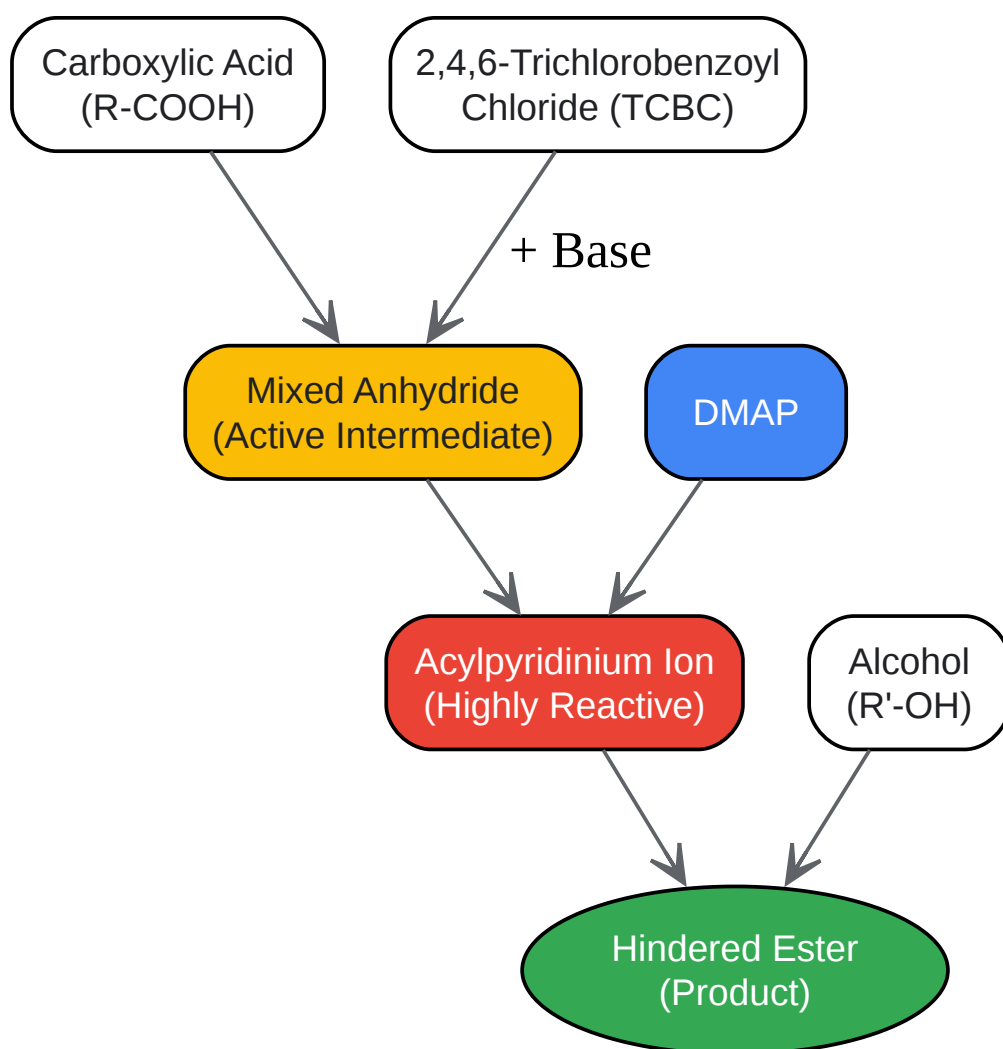 Carboxylic Acid
(R-COOH)
2,4,6-Trichlorobenzoyl
Chloride (TCBC)
+ Base
Mixed Anhydride
(Active Intermediate)
DMAP
Acylpyridinium Ion
(Highly Reactive)
Alcohol
(R'-OH)
Hindered Ester
(Product)